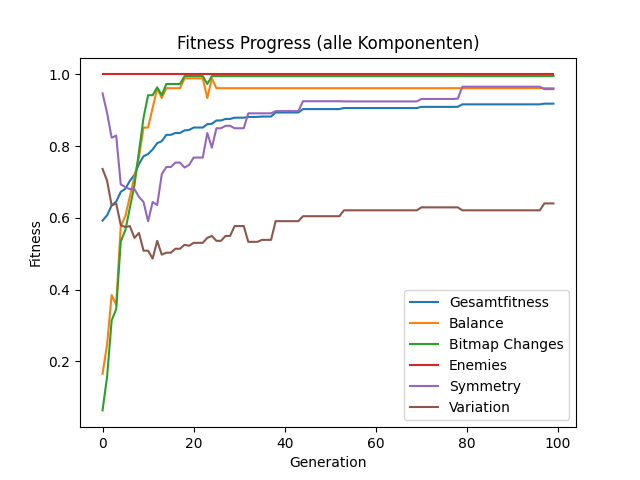 Fitness Progress (alle Komponenten)
1.0
0.8
0.6
0.4
0.2
Fitness
Gesamtfitness
Balance
Bitmap Changes
Enemies
Symmetry
Variation
0 20 40 60 80 100
Generation